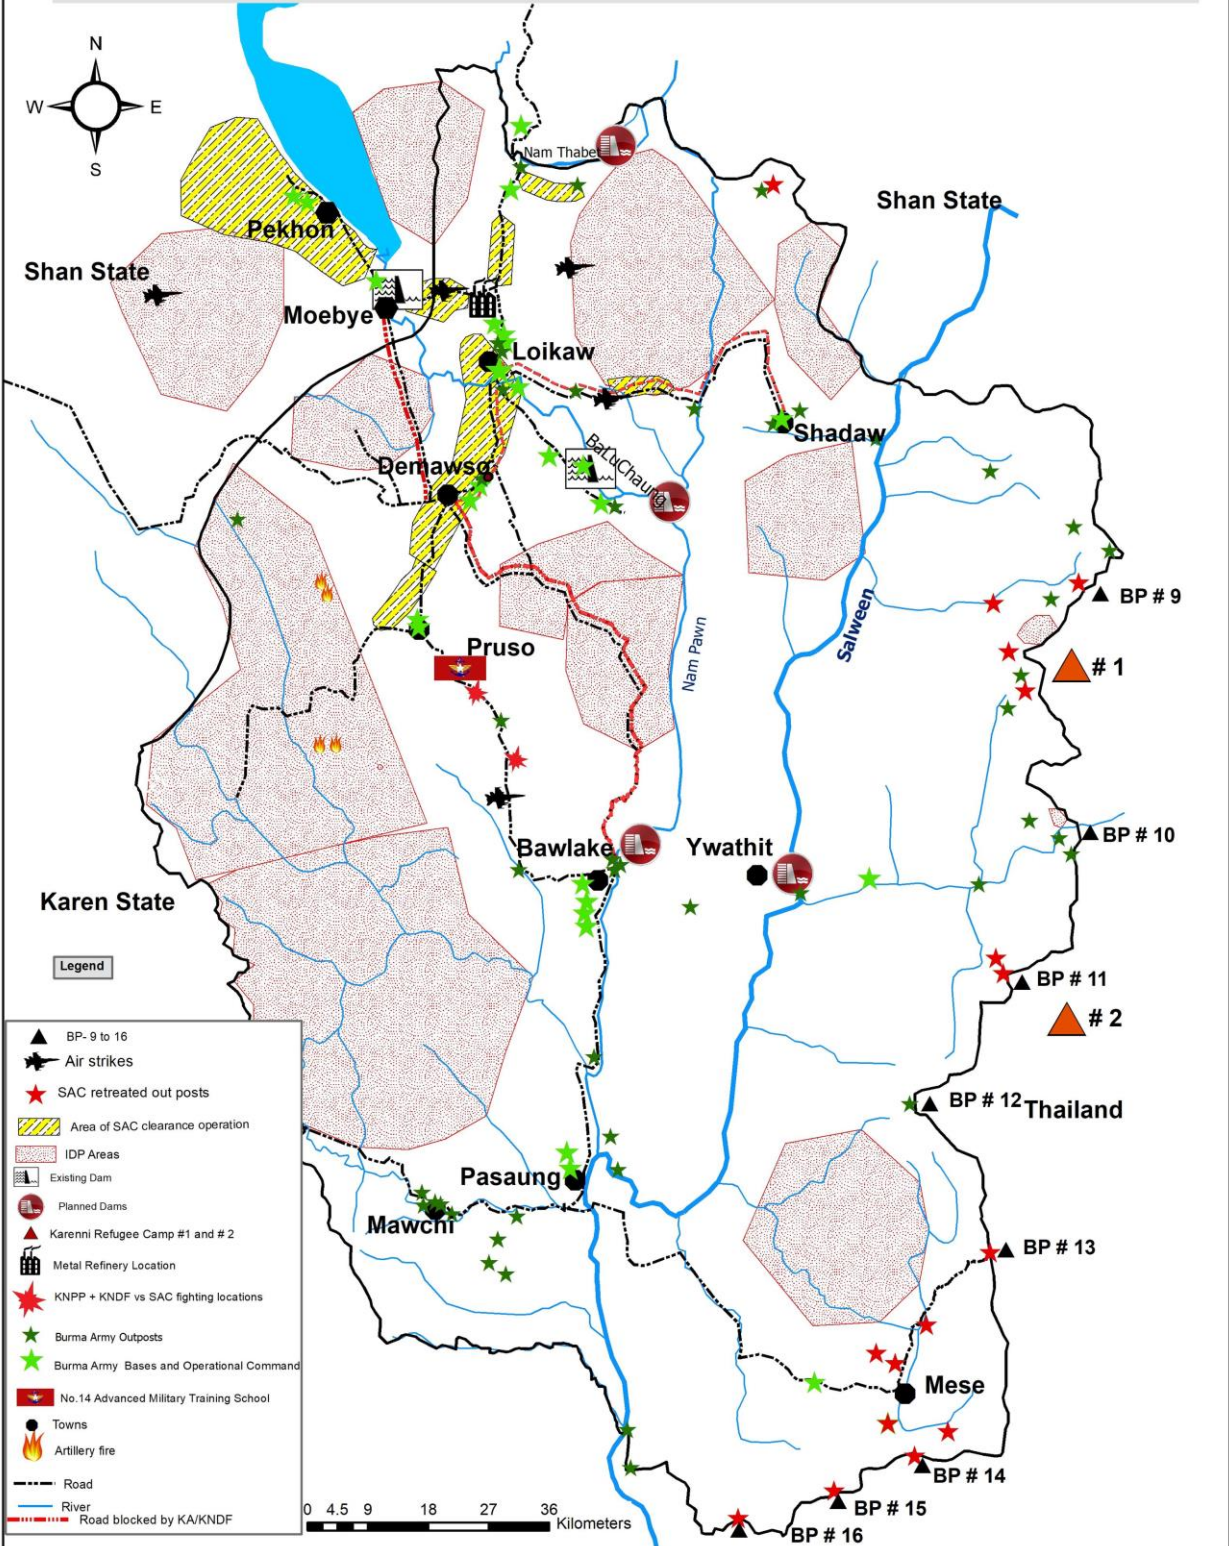 N
W E
S
Nam Thabet
Shan State
Pekhon
Shan State
Moebye
Loikaw
Shadaw
BaLuChaung
Demawso
BP # 9
Salween
Pruso
# 1
Nam Pawn
BP # 10
Bawlake
Ywathit
Karen State
Legend
BP # 11
# 2
BP- 9 to 16
Air strikes
SAC retreated out posts
BP # 12
Thailand
Area of SAC clearance operation
IDP Areas
Existing Dam
Pasaung
Planned Dams
Mawchi
Karenni Refugee Camp #1 and # 2
BP # 13
Metal Refinery Location
KNPP + KNDF vs SAC fighting locations
Burma Army Outposts
Burma Army Bases and Operational Command
Mese
No.14 Advanced Military Training School
Towns
Artillery fire
BP # 14
Road
River
BP # 15
0 4.5 9 18 27 36
Kilometers
Road blocked by KA/KNDF
BP # 16